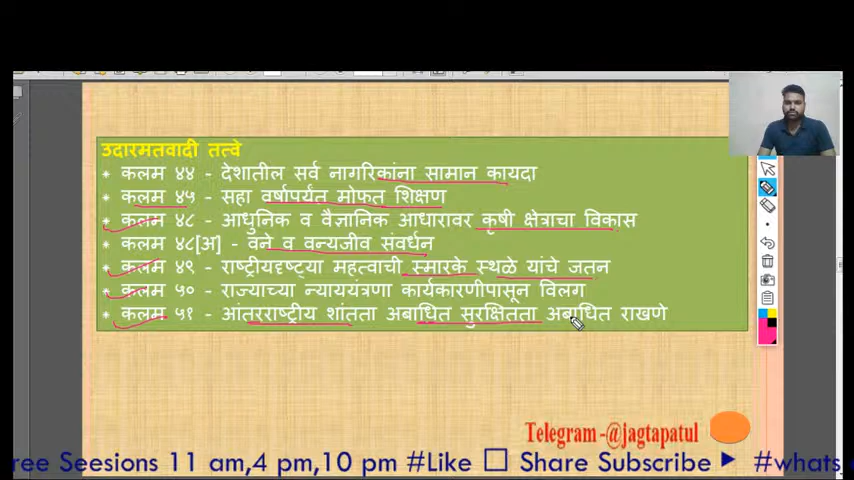 उदारमतवादी तत्वे
* कलम ४४ - देशातील सर्व नागरिकांना सामान कायदा
* कलम ४५ - सहा वर्षापर्यंत मोफत शिक्षण
* कलम ४८ - आधुनिक व वैज्ञानिक आधारावर कृषी क्षेत्राचा विकास
* कलम ४८[अ] - वने व वन्यजीव संवर्धन
* कलम ४९ - राष्ट्रीयदृष्ट्या महत्वाची स्मारके स्थळे यांचे जतन
* कलम ५० - राज्याच्या न्याययंत्रणा कार्यकारणीपासून विलग
* कलम ५१ - आंतरराष्ट्रीय शांतता अबाधित सुरक्षितता अबाधित राखणे
Telegram -@jagtapatul
ree Seesions 11 am,4 pm,10 pm #Like □ Share Subscribe ▶ #whats